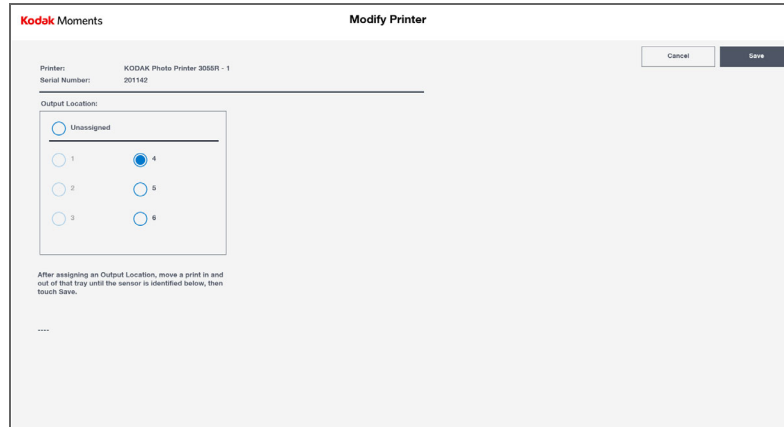 Kodak Moments
Modify Printer
Cancel
Save
Printer: KODAK Photo Printer 305SR - 1
Serial Number: 201142
Output Location:
Unassigned
1 4
2 5
3 6
After assigning an Output Location, move a print in and
out of that tray until the sensor is identified below, then
touch Save.
----